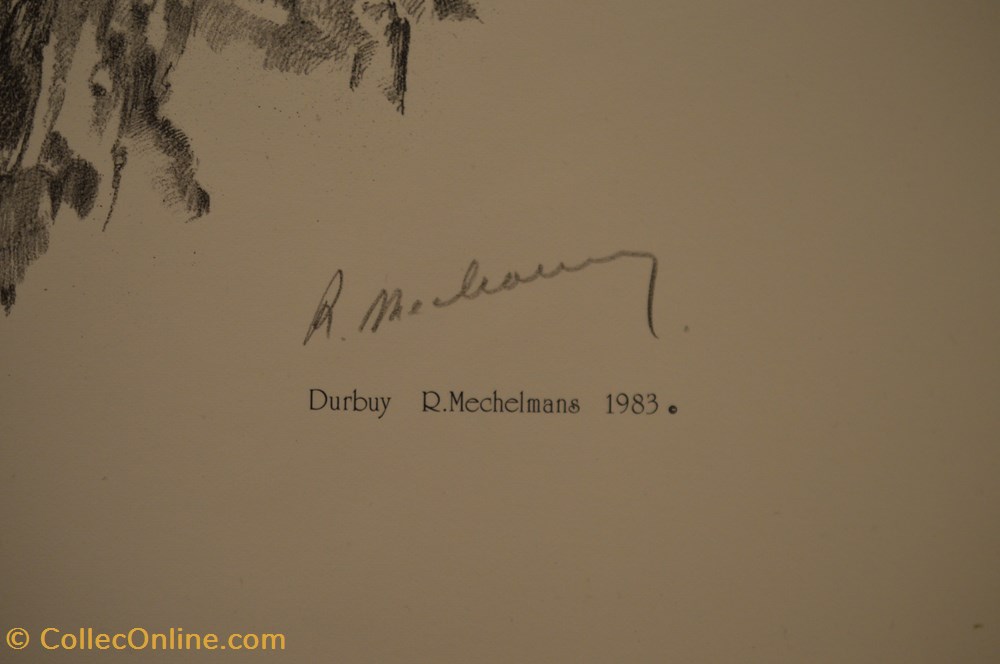 R. Mechelmans.
Durbuy R.Mechelmans 1983.
© CollecOnline.com